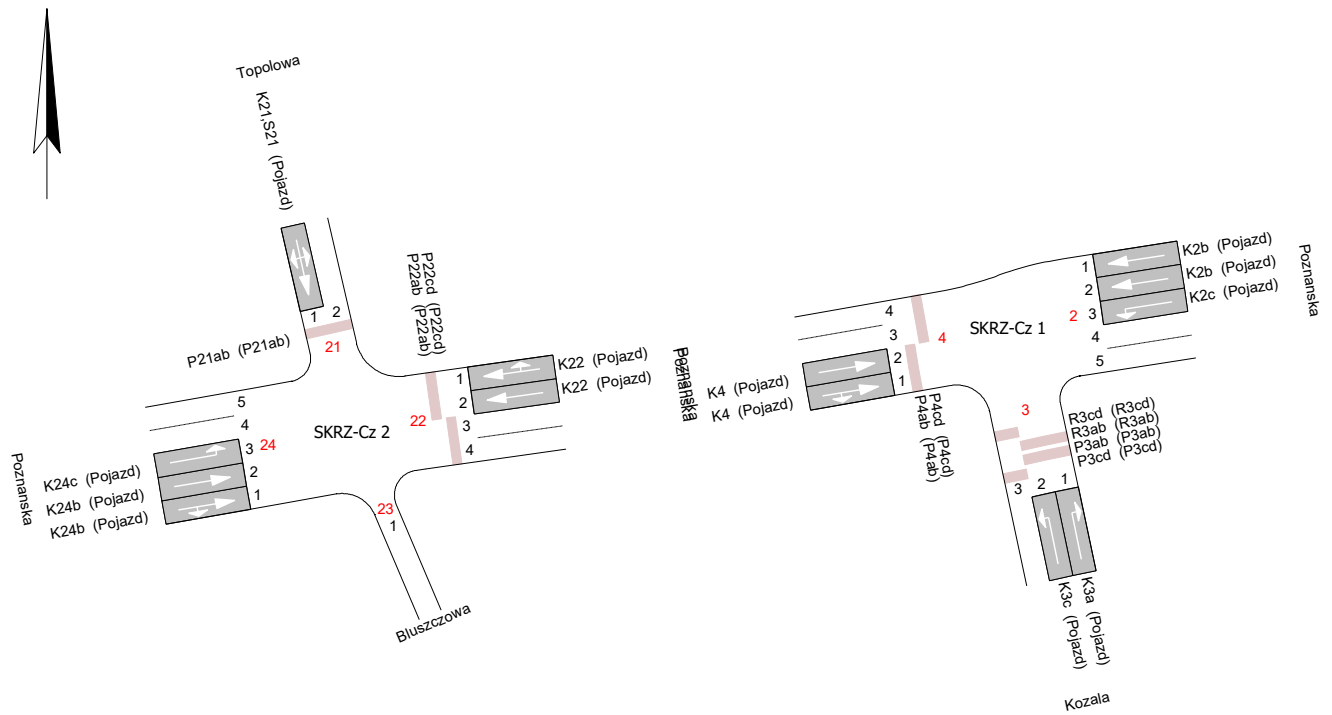 Topolowa
K21,S21 (Pojazd)
P22cd (P22cd)
P22ab (P22ab)
1
2
P21ab (P21ab)
21
K22 (Pojazd)
K22 (Pojazd)
1
2
3
4
22
5
4
3
2
1
24
SKRZ-Cz 2
Poznanska
K24c (Pojazd)
K24b (Pojazd)
K24b (Pojazd)
23
1
Bluszczowa
Poznanska
Poznanska
K4 (Pojazd)
K4 (Pojazd)
4
3
2
1
4
SKRZ-Cz 1
2
1
2
3
4
5
K2b (Pojazd)
K2b (Pojazd)
K2c (Pojazd)
Poznanska
P4cd (P4cd)
P4ab (P4ab)
3
R3cd (R3cd)
R3ab (R3ab)
P3ab (P3ab)
P3cd (P3cd)
3
2
1
K3a (Pojazd)
K3c (Pojazd)
Kozala